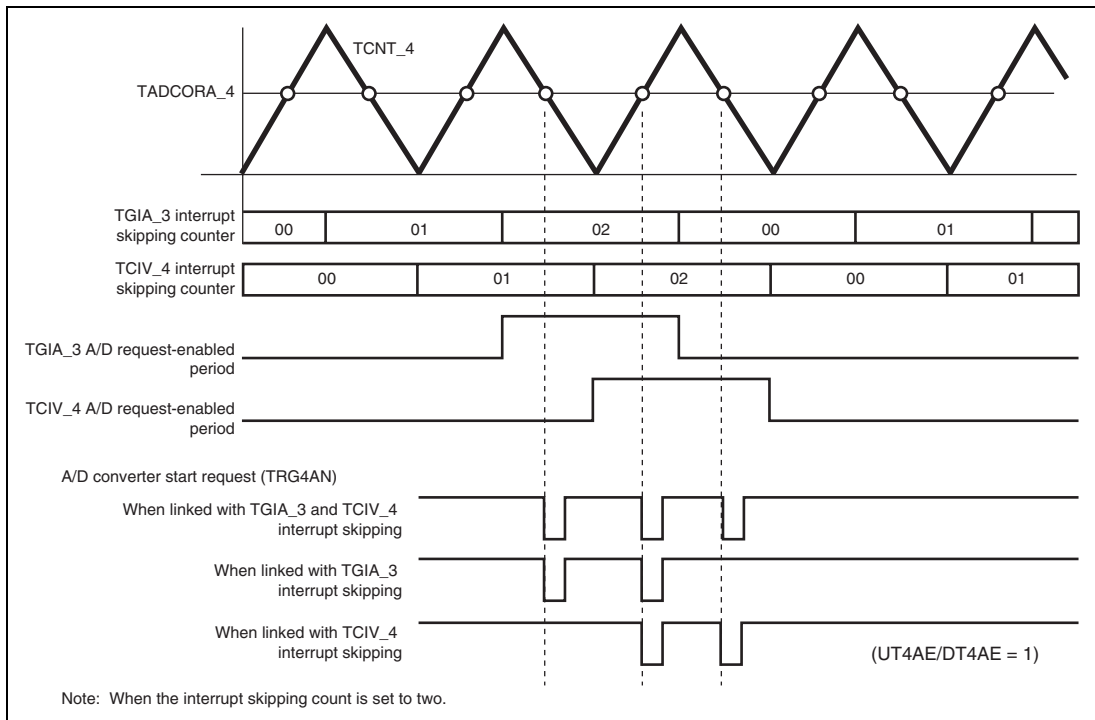 TCNT_4
TADCORA_4
TGIA_3 interrupt
skipping counter
00 01 02 00 01
TCIV_4 interrupt
skipping counter
00 01 02 00 01
TGIA_3 A/D request-enabled
period
TCIV_4 A/D request-enabled
period
A/D converter start request (TRG4AN)
When linked with TGIA_3 and TCIV_4
interrupt skipping
When linked with TGIA_3
interrupt skipping
When linked with TCIV_4
interrupt skipping
(UT4AE/DT4AE = 1)
Note: When the interrupt skipping count is set to two.